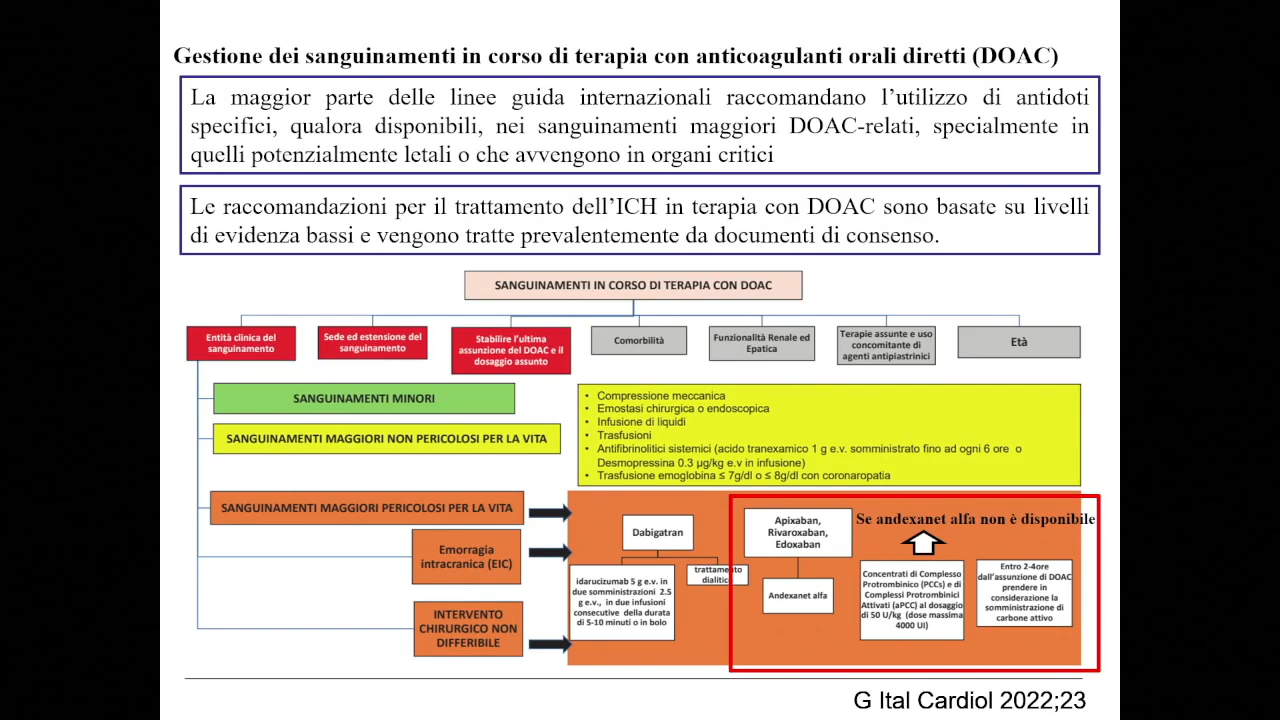 Gestione dei sanguinamenti in corso di terapia con anticoagulanti orali diretti (DOAC)
La maggior parte delle linee guida internazionali raccomandano l'utilizzo di antidoti
specifici, qualora disponibili, nei sanguinamenti maggiori DOAC-relati, specialmente in
quelli potenzialmente letali o che avvengono in organi critici
Le raccomandazioni per il trattamento dell'ICH in terapia con DOAC sono basate su livelli
di evidenza bassi e vengono tratte prevalentemente da documenti di consenso.
SANGUINAMENTI IN CORSO DI TERAPIA CON DOAC
Entità clinica del
sanguinamento
Sede ed estensione del
sanguinamento
Stabilire l'ultima
assunzione del DOAC e il
dosaggio assunto
Comorbilità
Funzionalità Renale ed
Epatica
Terapie assunte e uso
concomitante di
agenti antipiastrinici
Età
SANGUINAMENTI MINORI
SANGUINAMENTI MAGGIORI NON PERICOLOSI PER LA VITA
• Compressione meccanica
• Emostasi chirurgica o endoscopica
• Infusione di liquidi
• Trasfusioni
• Antifibrinolitici sistemici (acido tranexamico 1 g e.v. somministrato fino ad ogni 6 ore o
Desmopressina 0.3 µg/kg e.v in infusione)
• Trasfusione emoglobina ≤ 7g/dl o ≤ 8g/dl con coronaropatia
SANGUINAMENTI MAGGIORI PERICOLOSI PER LA VITA
Emorragia
intracranica (EIC)
INTERVENTO
CHIRURGICO NON
DIFFERIBILE
Dabigatran
idarucizumab 5 g e.v. in
due somministrazioni 2.5
g e.v., in due infusioni
consecutive della durata
di 5-10 minuti o in bolo
trattamento
dialitico
Apixaban,
Rivaroxaban,
Edoxaban
Andexanet alfa
Se andexanet alfa non è disponibile
Concentrati di Complesso
Protrombinico (PCCs) e di
Complessi Protrombinici
Attivati (aPCC) al dosaggio
di 50 U/kg (dose massima
4000 UI)
Entro 2-4ore
dall'assunzione di DOAC
prendere in
considerazione la
somministrazione di
carbone attivo
G Ital Cardiol 2022;23